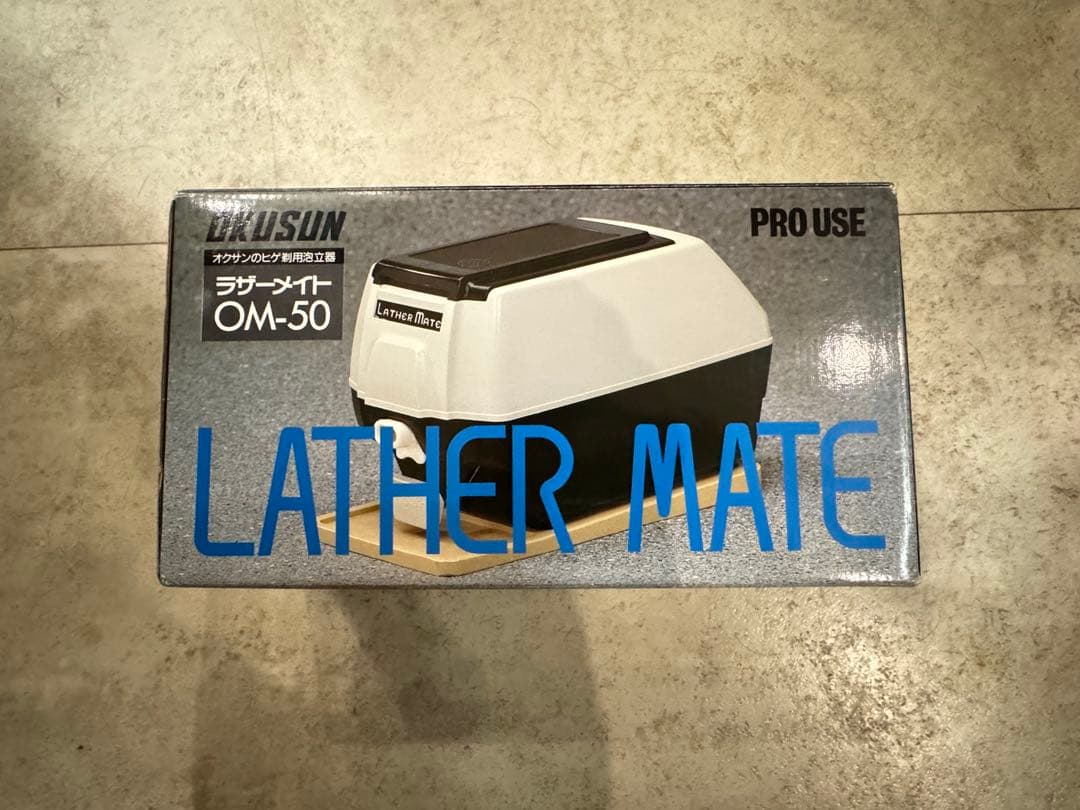 OKUSUN
オクサンのヒゲ剃用泡立器
ラザーメイト
OM-50
PRO USE
LATHER MATE
LATHER MATE